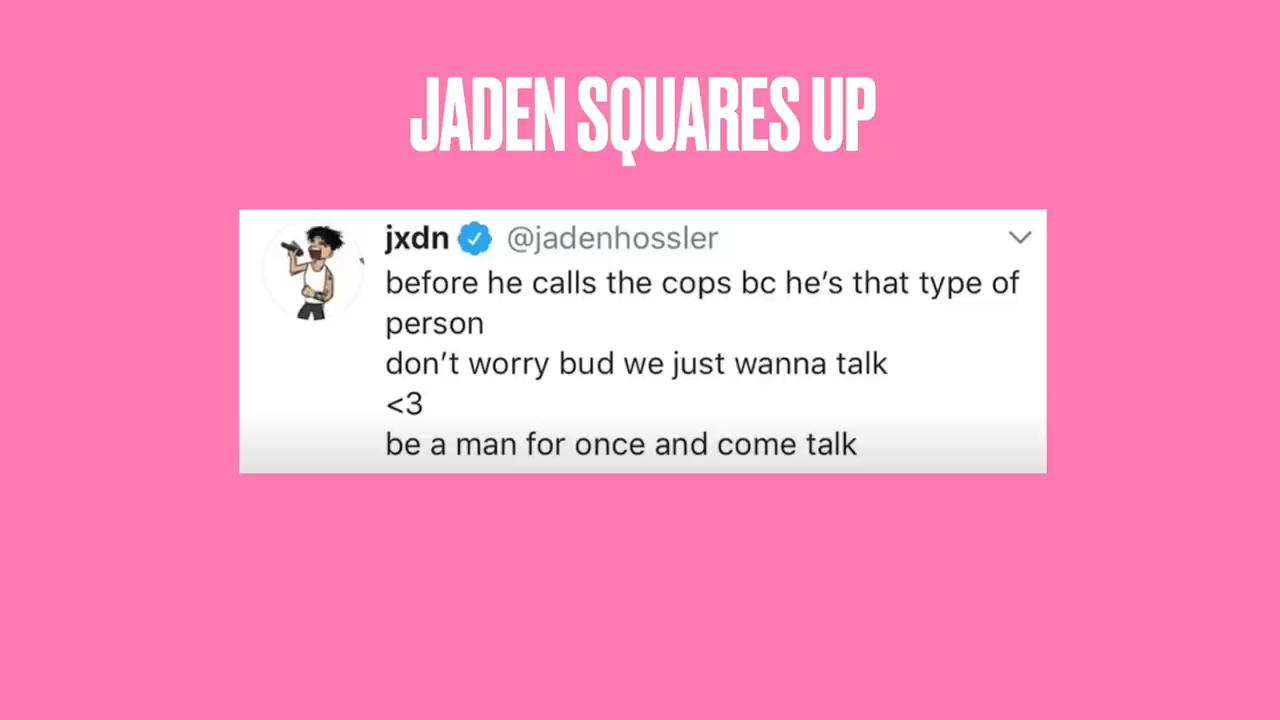 JADEN SQUARES UP
jxdn @jadenhossler
before he calls the cops bc he’s that type of
person
don’t worry bud we just wanna talk
<3
be a man for once and come talk